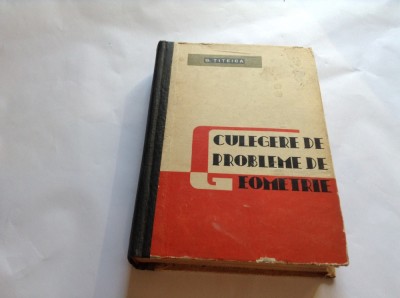 G. TITEICA
CULEGERE DE
PROBLEME DE
GEOMETRIE